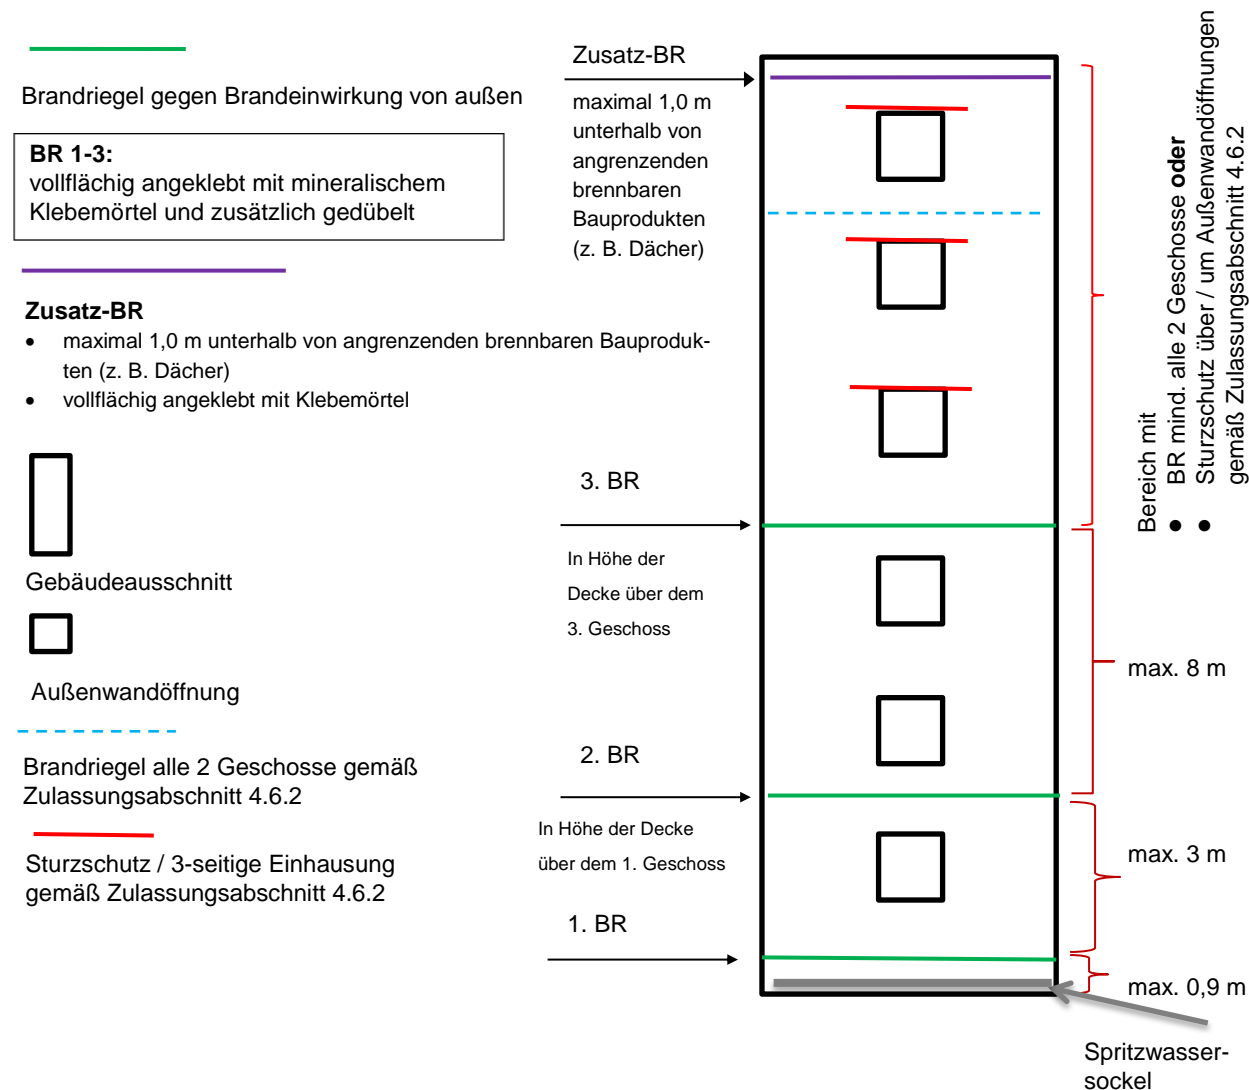 Brandriegel gegen Brandeinwirkung von außen
BR 1-3:
vollflächig angeklebt mit mineralischem
Klebemörtel und zusätzlich gedübelt
Zusatz-BR
• maximal 1,0 m unterhalb von angrenzenden brennbaren Bauproduk-
ten (z. B. Dächer)
• vollflächig angeklebt mit Klebemörtel
Gebäudeausschnitt
Außenwandöffnung
Brandriegel alle 2 Geschosse gemäß
Zulassungsabschnitt 4.6.2
Sturzschutz / 3-seitige Einhausung
gemäß Zulassungsabschnitt 4.6.2
Zusatz-BR
maximal 1,0 m
unterhalb von
angrenzenden
brennbaren
Bauprodukten
(z. B. Dächer)
3. BR
In Höhe der
Decke über dem
3. Geschoss
2. BR
In Höhe der Decke
über dem 1. Geschoss
1. BR
Bereich mit
• BR mind. alle 2 Geschosse oder
• Sturzschutz über / um Außenwandöffnungen
gemäß Zulassungsabschnitt 4.6.2
max. 8 m
max. 3 m
max. 0,9 m
Spritzwasser-
sockel